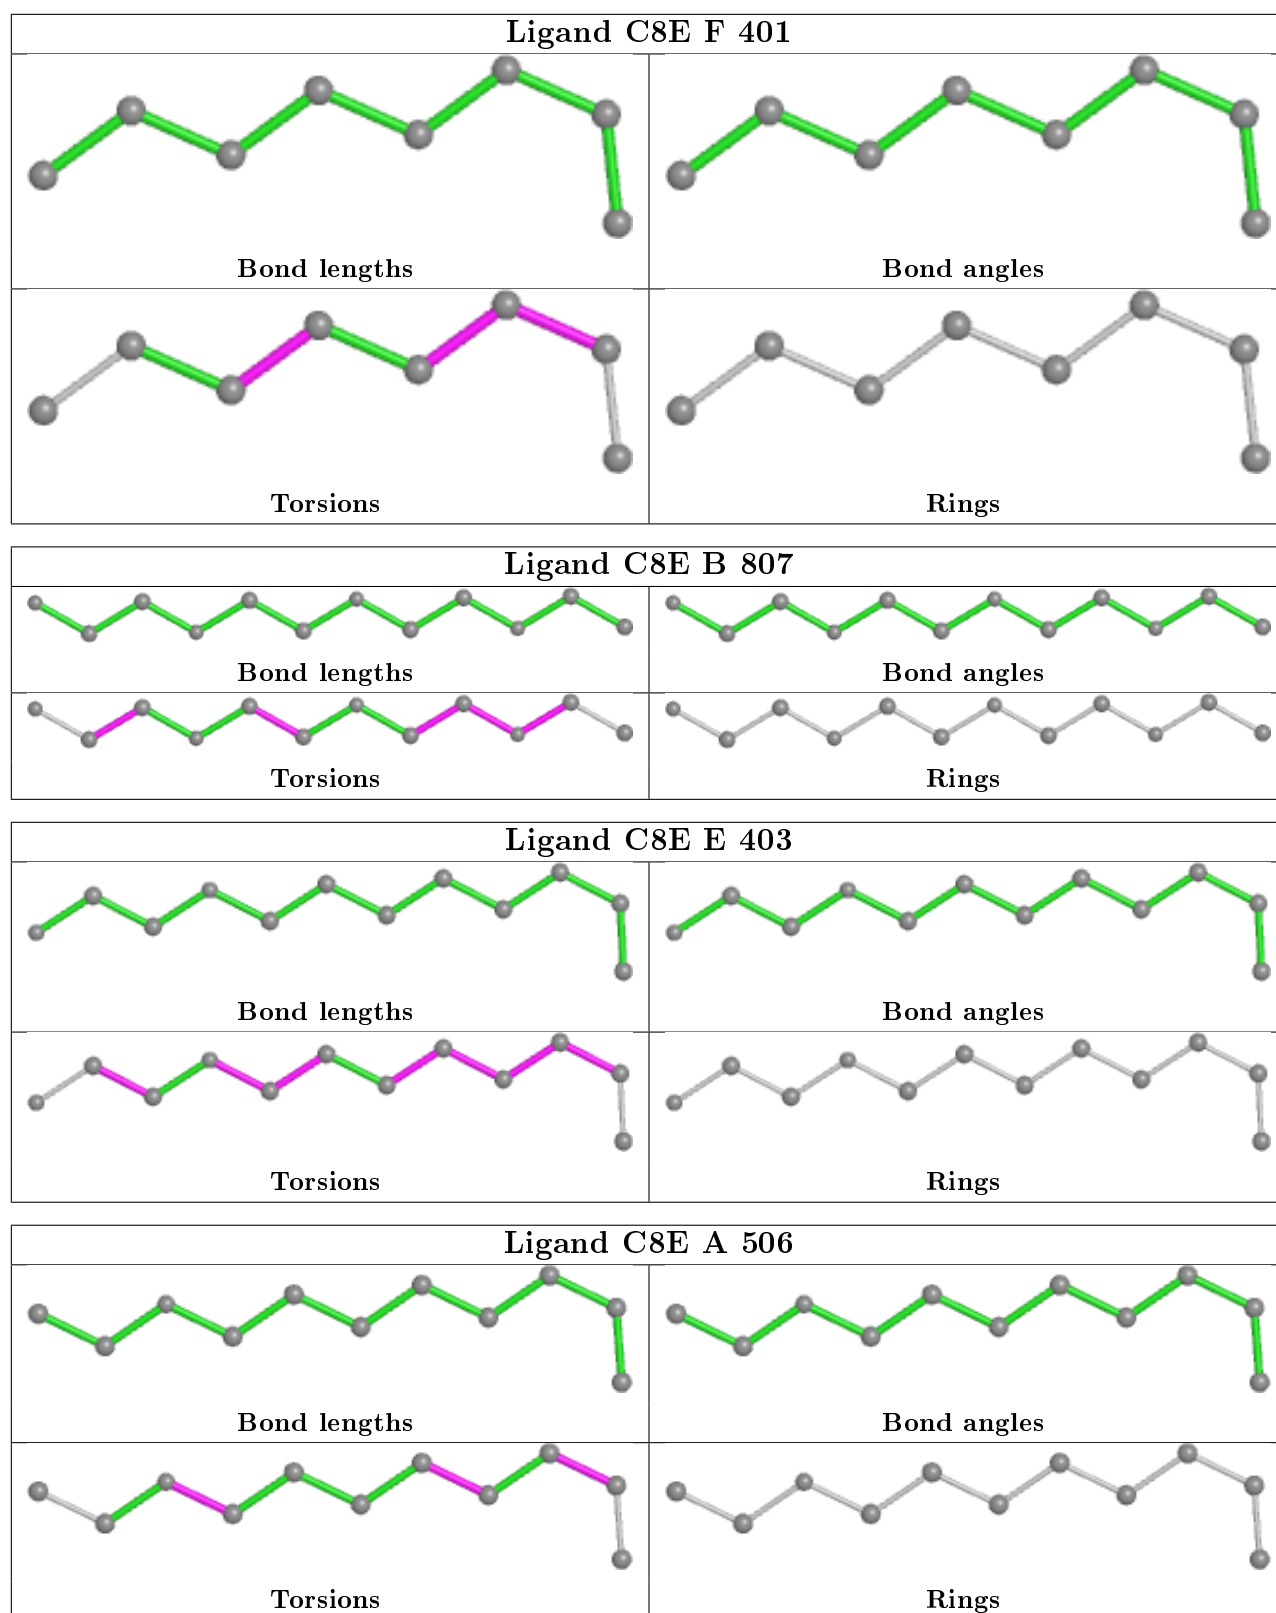 Ligand C8E F 401
Bond lengths
Bond angles
Torsions
Rings
Ligand C8E B 807
Bond lengths
Bond angles
Torsions
Rings
Ligand C8E E 403
Bond lengths
Bond angles
Torsions
Rings
Ligand C8E A 506
Bond lengths
Bond angles
Torsions
Rings